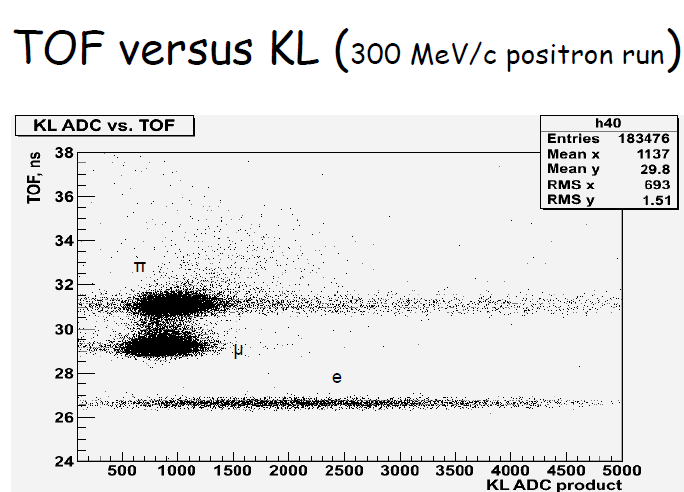 TOF versus KL (300 MeV/c positron run)
KL ADC vs. TOF
h40
Entries 183476
Mean x 1137
Mean y 29.8
RMS x 693
RMS y 1.51
TOF, ns
38
36
34
32
30
28
26
24
π
μ
e
500 1000 1500 2000 2500 3000 3500 4000 4500 5000
KL ADC product